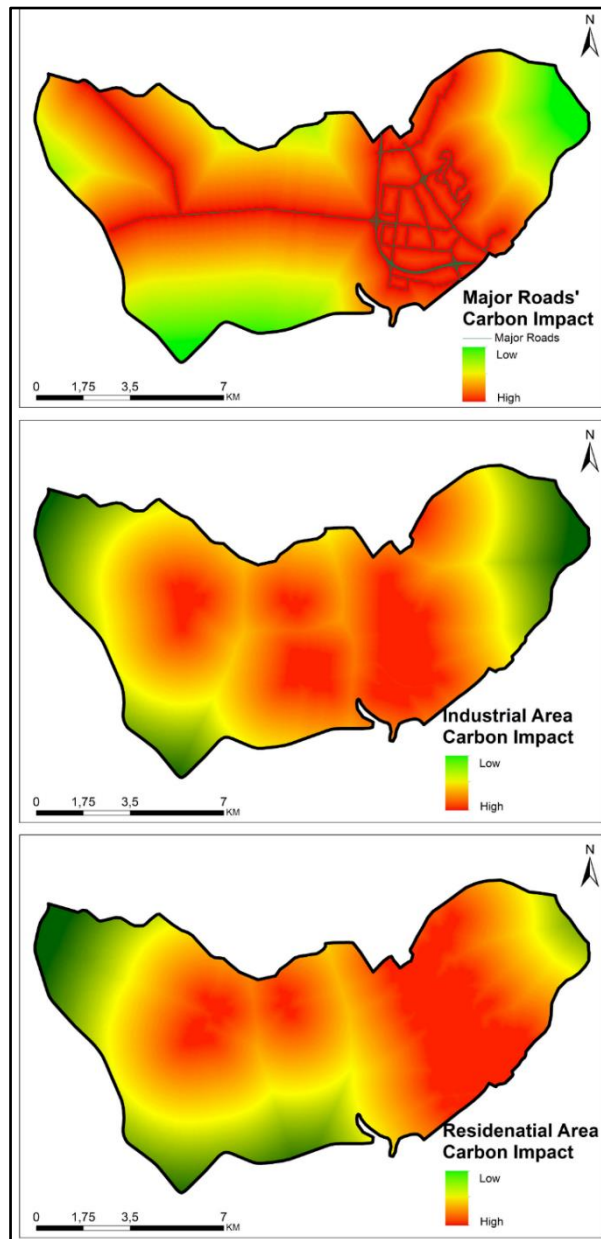 N
Major Roads'
Carbon Impact
Major Roads
Low
High
0 1,75 3,5 7
KM
N
Industrial Area
Carbon Impact
Low
High
0 1,75 3,5 7
KM
N
Residenatial Area
Carbon Impact
Low
High
0 1,75 3,5 7
KM